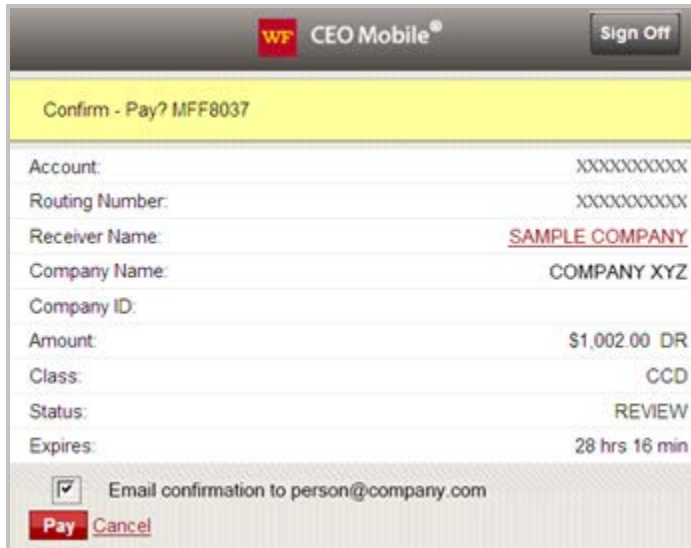 WF CEO Mobile® Sign Off
Confirm - Pay? MFF8037
Account: XXXXXXXXXX
Routing Number: XXXXXXXXXX
Receiver Name: SAMPLE COMPANY
Company Name: COMPANY XYZ
Company ID:
Amount: $1,002.00 DR
Class: CCD
Status: REVIEW
Expires: 28 hrs 16 min
Email confirmation to person@company.com
Pay Cancel